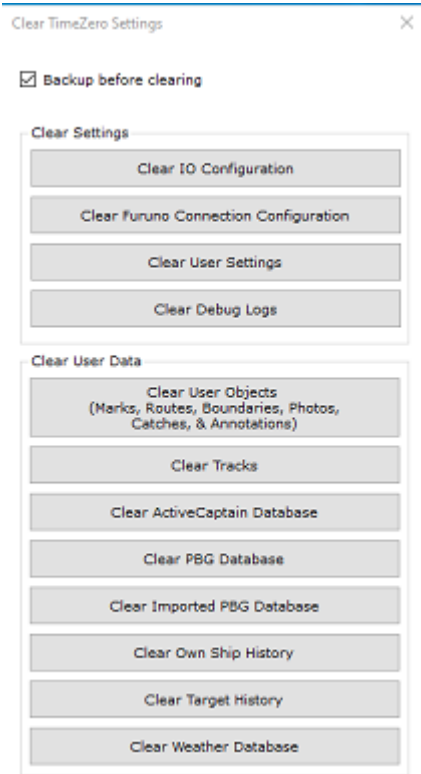 Clear TimeZero Settings
Backup before clearing
Clear Settings
Clear IO Configuration
Clear Furuno Connection Configuration
Clear User Settings
Clear Debug Logs
Clear User Data
Clear User Objects
(Marks, Routes, Boundaries, Photos,
Catches, & Annotations)
Clear Tracks
Clear ActiveCaptain Database
Clear PBG Database
Clear Imported PBG Database
Clear Own Ship History
Clear Target History
Clear Weather Database